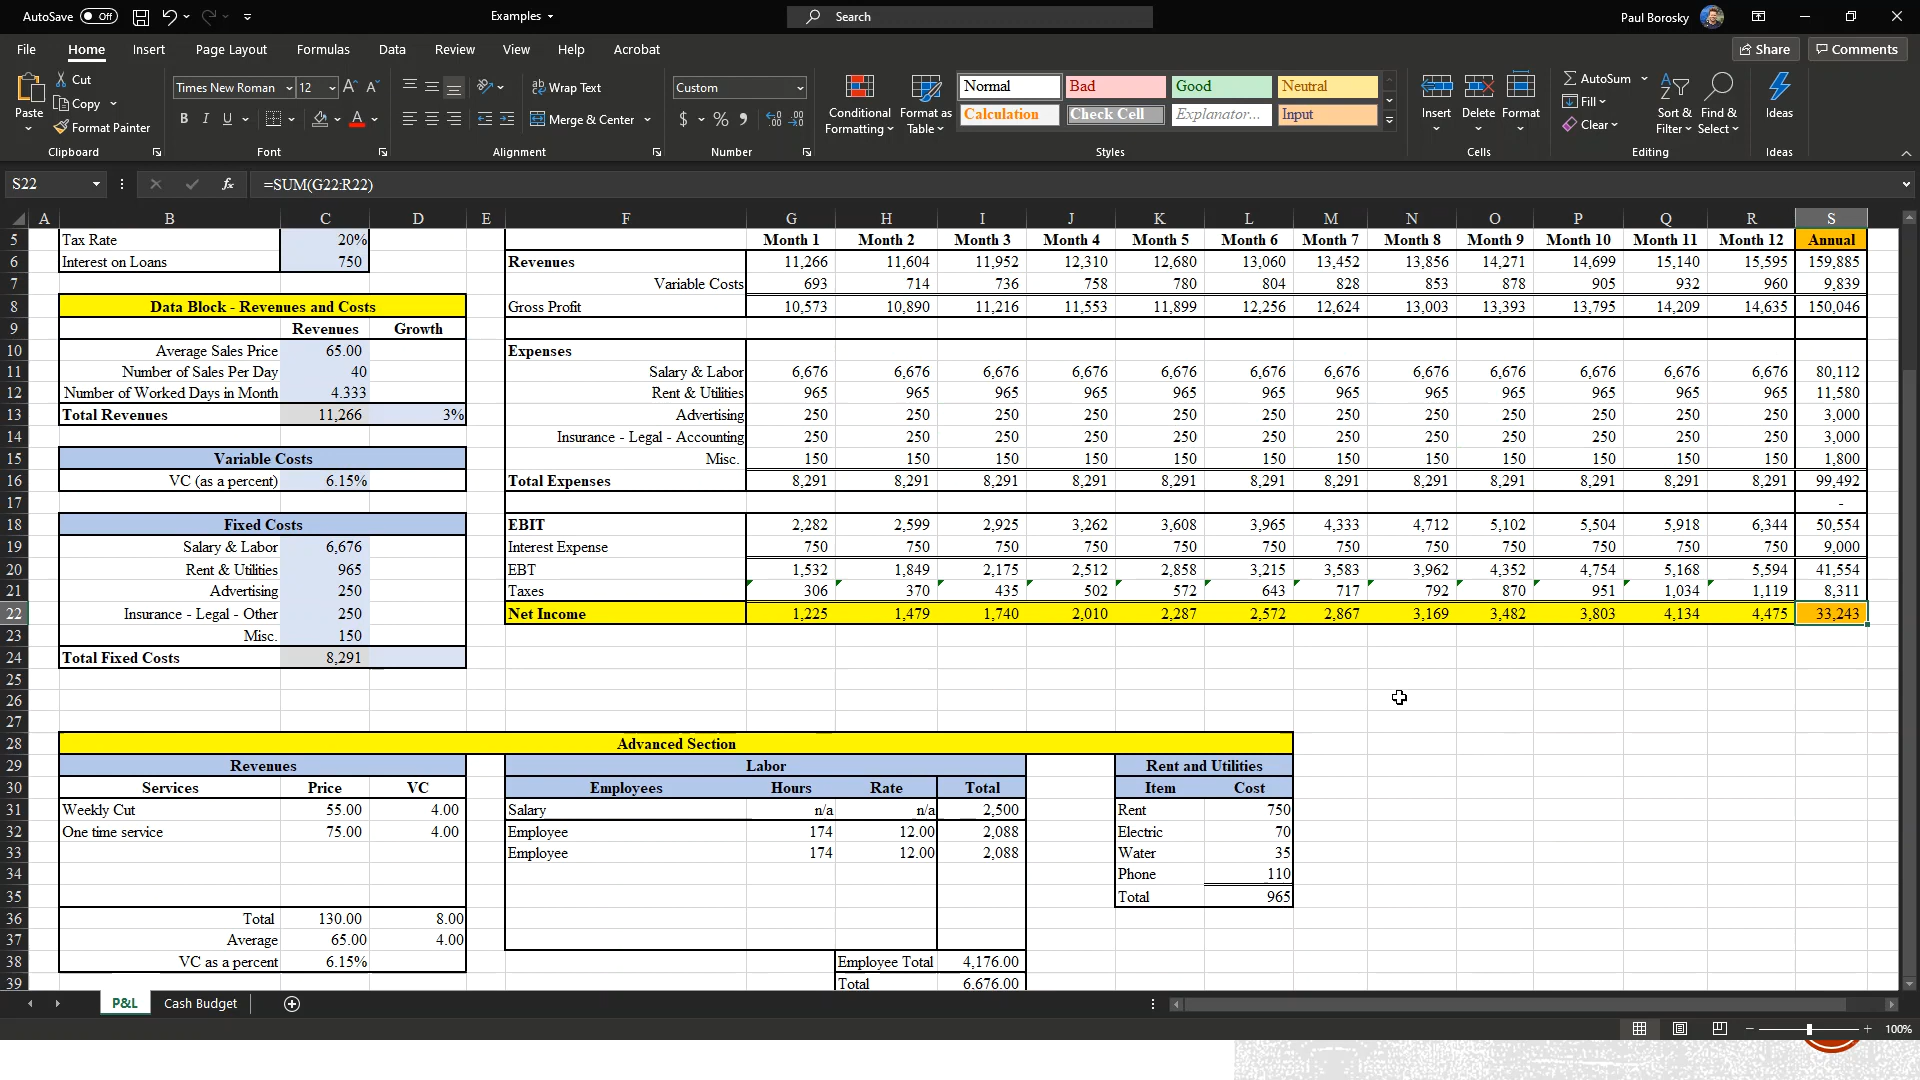 AutoSave Off Examples Search Paul Borosky
File Home Insert Page Layout Formulas Data Review View Help Acrobat Share Comments
Paste Cut Copy Format Painter Clipboard
Times New Roman 12 B I U Font
Wrap Text Merge & Center Alignment
Custom $ % Number
Conditional Formatting Format as Table Normal Bad Good Neutral Calculation Check Cell Explanator... Input Styles
Insert Delete Format Cells
AutoSum Fill Clear Sort & Filter Find & Select Editing
Ideas Ideas
S22 fx =SUM(G22:R22)
A B C D E F G H I J K L M N O P Q R S
5 Tax Rate 20% Month 1 Month 2 Month 3 Month 4 Month 5 Month 6 Month 7 Month 8 Month 9 Month 10 Month 11 Month 12 Annual
6 Interest on Loans 750 Revenues 11,266 11,604 11,952 12,310 12,680 13,060 13,452 13,856 14,271 14,699 15,140 15,595 159,885
7 Variable Costs 693 714 736 758 780 804 828 853 878 905 932 960 9,839
8 Data Block - Revenues and Costs Gross Profit 10,573 10,890 11,216 11,553 11,899 12,256 12,624 13,003 13,393 13,795 14,209 14,635 150,046
9 Revenues Growth
10 Average Sales Price 65.00 Expenses
11 Number of Sales Per Day 40 Salary & Labor 6,676 6,676 6,676 6,676 6,676 6,676 6,676 6,676 6,676 6,676 6,676 6,676 80,112
12 Number of Worked Days in Month 4.333 Rent & Utilities 965 965 965 965 965 965 965 965 965 965 965 965 11,580
13 Total Revenues 11,266 3% Advertising 250 250 250 250 250 250 250 250 250 250 250 250 3,000
14 Insurance - Legal - Accounting 250 250 250 250 250 250 250 250 250 250 250 250 3,000
15 Variable Costs Misc. 150 150 150 150 150 150 150 150 150 150 150 150 1,800
16 VC (as a percent) 6.15% Total Expenses 8,291 8,291 8,291 8,291 8,291 8,291 8,291 8,291 8,291 8,291 8,291 8,291 99,492
17 -
18 Fixed Costs EBIT 2,282 2,599 2,925 3,262 3,608 3,965 4,333 4,712 5,102 5,504 5,918 6,344 50,554
19 Salary & Labor 6,676 Interest Expense 750 750 750 750 750 750 750 750 750 750 750 750 9,000
20 Rent & Utilities 965 EBT 1,532 1,849 2,175 2,512 2,858 3,215 3,583 3,962 4,352 4,754 5,168 5,594 41,554
21 Advertising 250 Taxes 306 370 435 502 572 643 717 792 870 951 1,034 1,119 8,311
22 Insurance - Legal - Other 250 Net Income 1,225 1,479 1,740 2,010 2,287 2,572 2,867 3,169 3,482 3,803 4,134 4,475 33,243
23 Misc. 150
24 Total Fixed Costs 8,291
25
26
27
28 Advanced Section
29 Revenues Labor Rent and Utilities
30 Services Price VC Employees Hours Rate Total Item Cost
31 Weekly Cut 55.00 4.00 Salary n/a n/a 2,500 Rent 750
32 One time service 75.00 4.00 Employee 174 12.00 2,088 Electric 70
33 Employee 174 12.00 2,088 Water 35
34 Phone 110
35 Total 965
36 Total 130.00 8.00
37 Average 65.00 4.00
38 VC as a percent 6.15% Employee Total 4,176.00
39 Total 6,676.00
P&L Cash Budget
100%